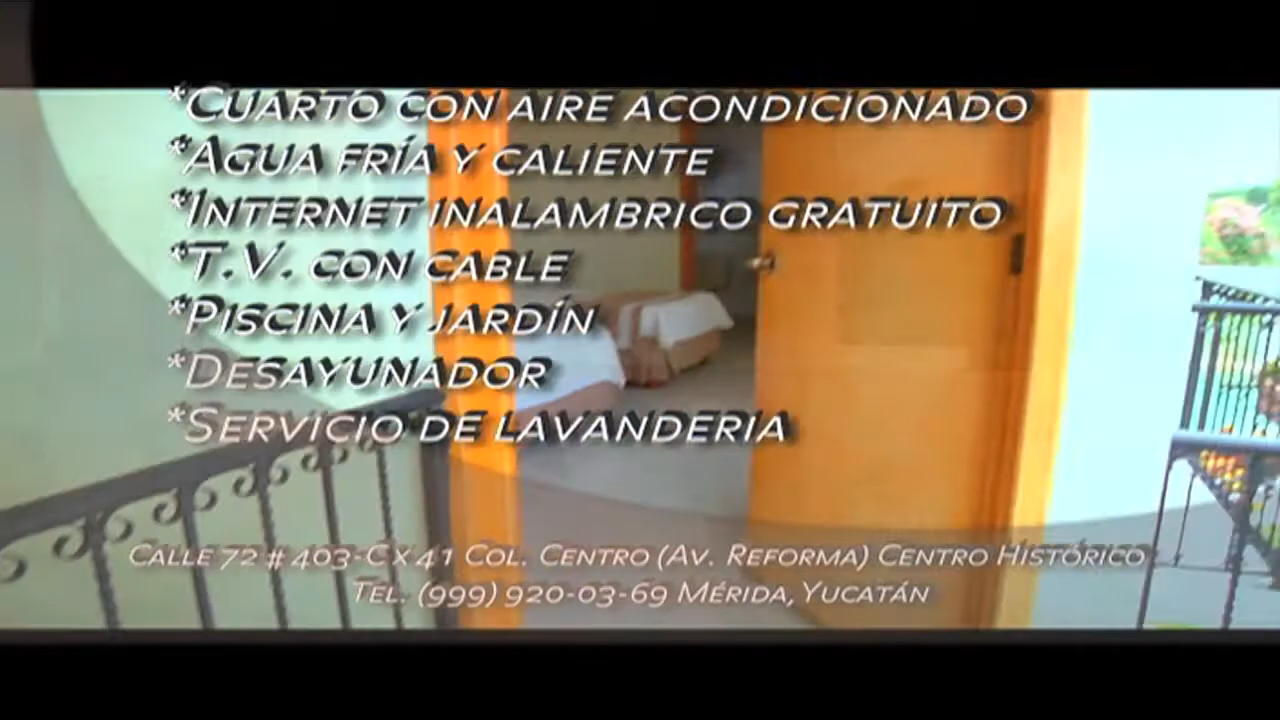 *Cuarto con aire acondicionado
*Agua fría y caliente
*Internet inalambrico gratuito
*T.V. con cable
*Piscina y jardín
*Desayunador
*Servicio de lavanderia
Calle 72 # 403-C x 41 Col. Centro (Av. Reforma) Centro Histórico
Tel. (999) 920-03-69 Mérida, Yucatán